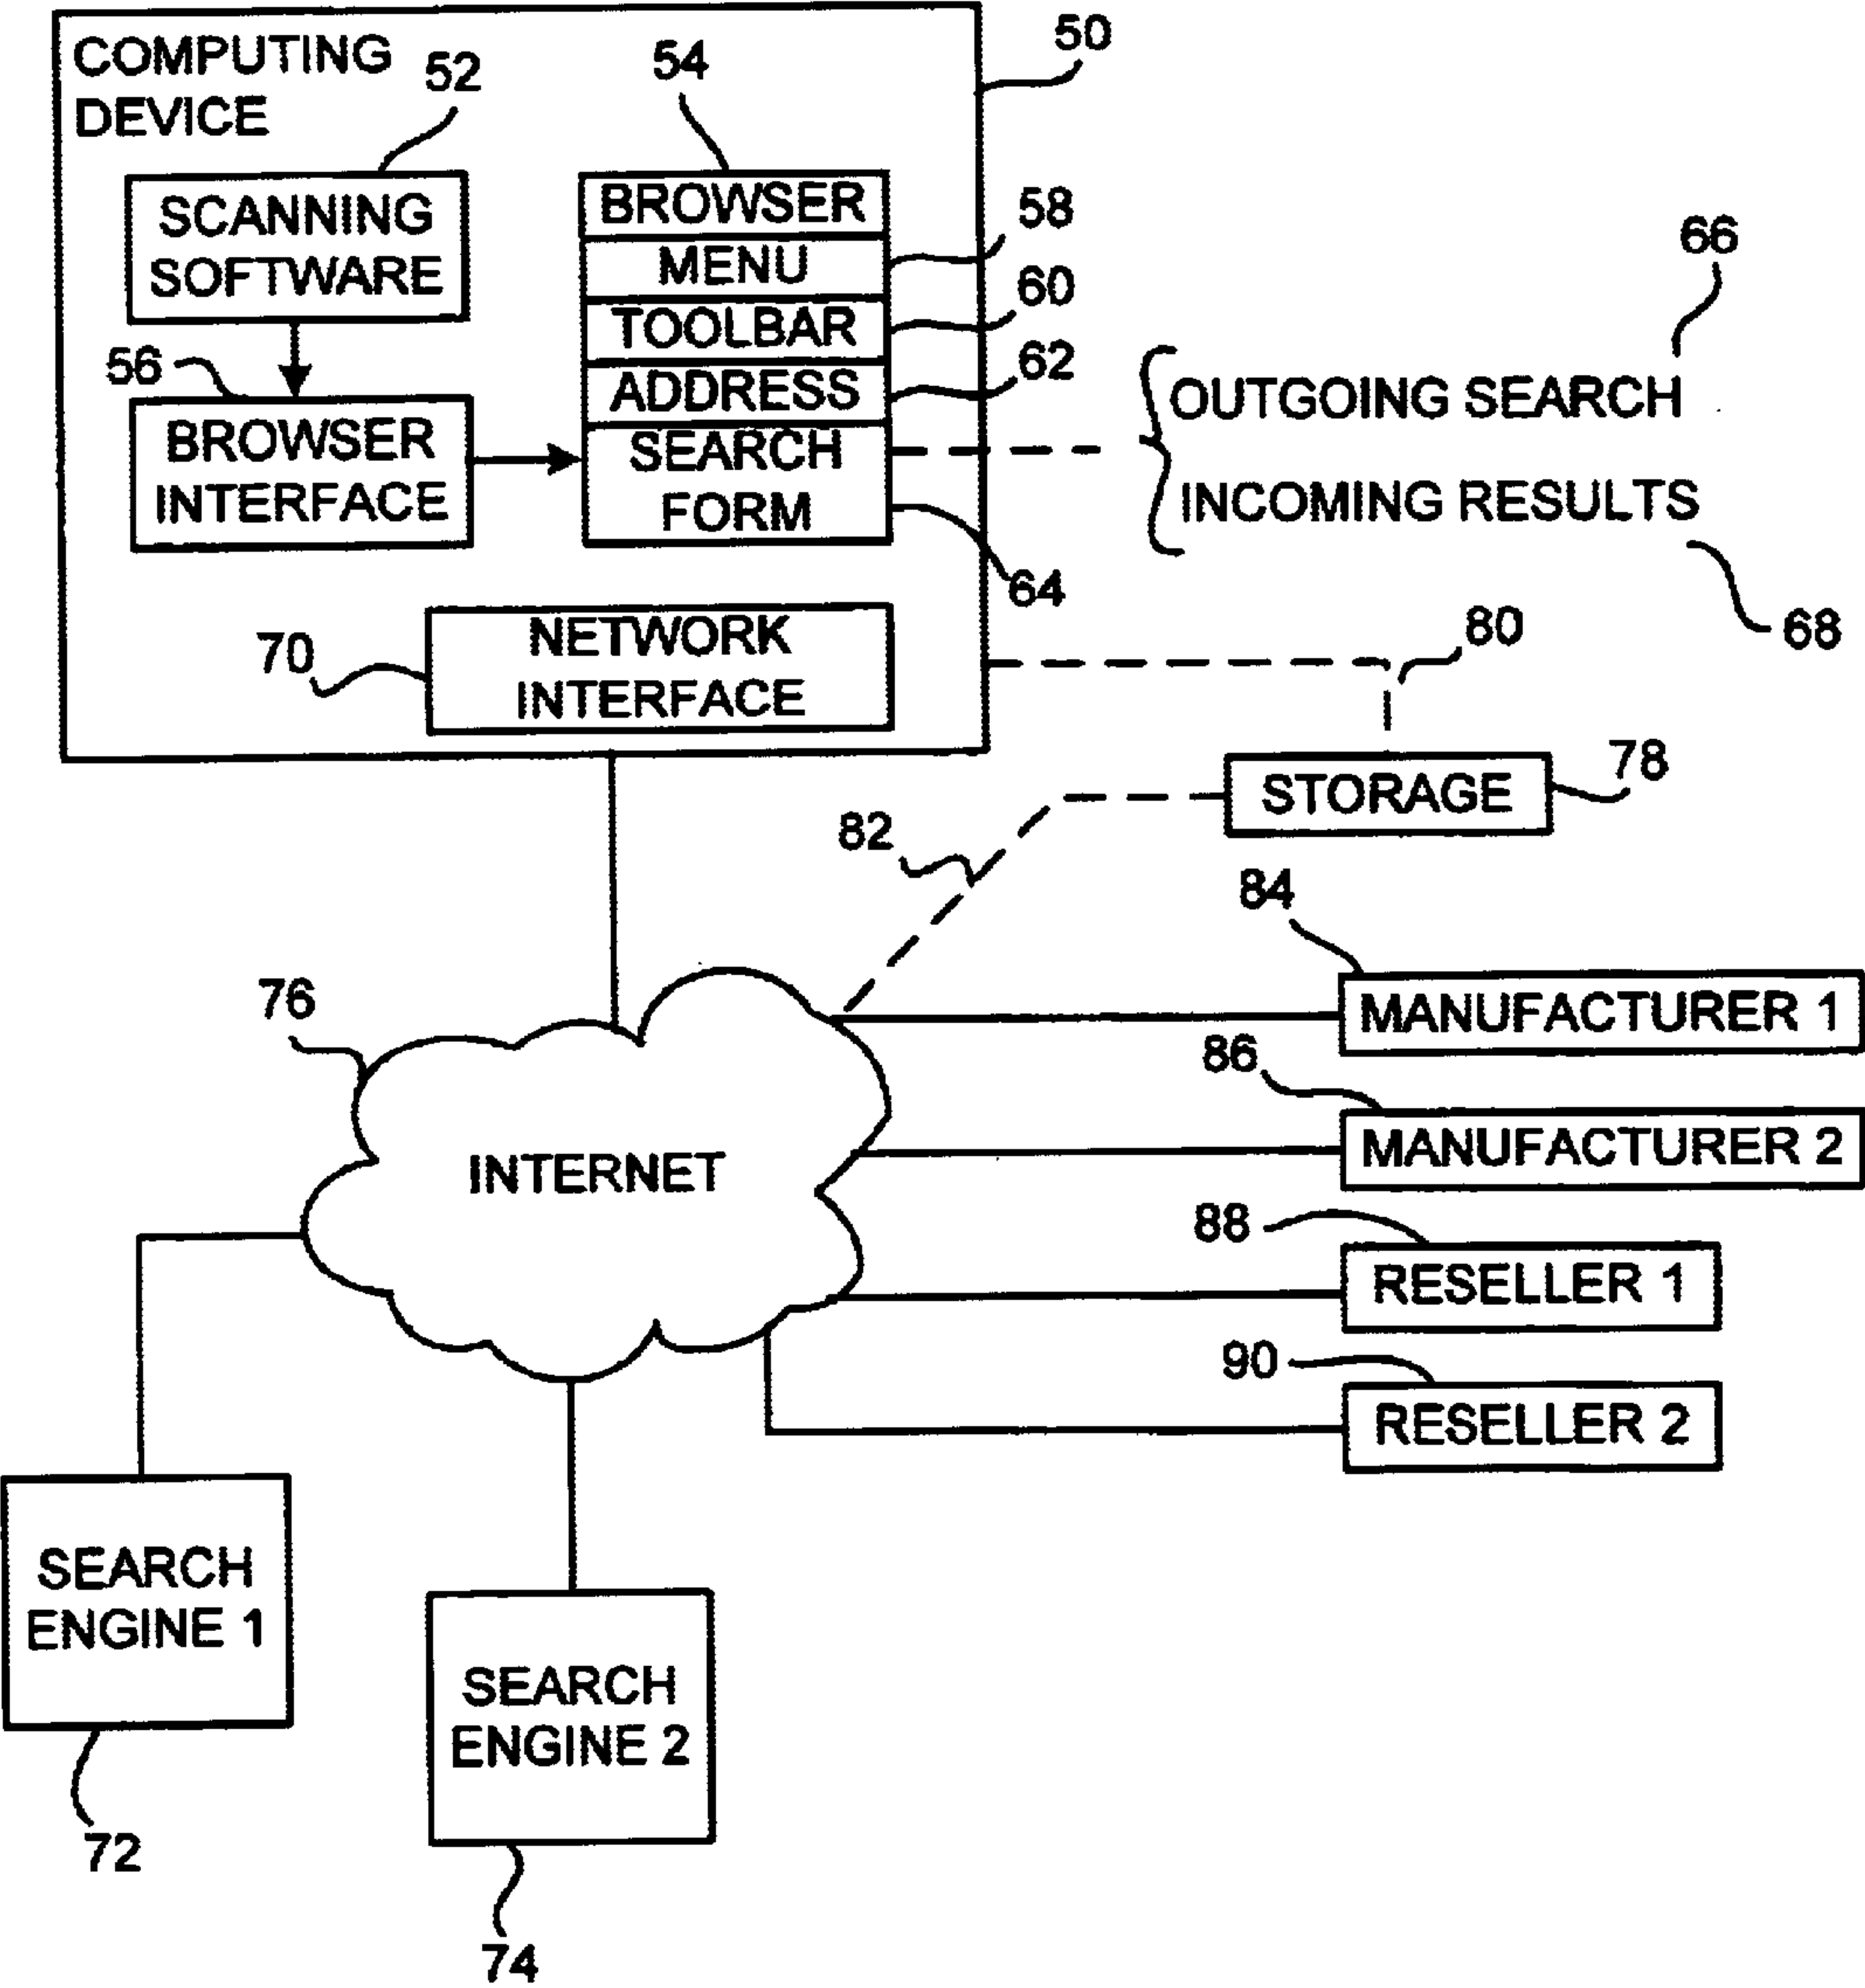 COMPUTING
DEVICE
50
52
54
SCANNING
SOFTWARE
BROWSER
MENU
58
TOOLBAR
60
ADDRESS
62
56
BROWSER
INTERFACE
SEARCH
FORM
64
66
OUTGOING SEARCH
INCOMING RESULTS
68
70
NETWORK
INTERFACE
80
STORAGE
78
82
84
MANUFACTURER 1
76
86
MANUFACTURER 2
INTERNET
88
RESELLER 1
90
RESELLER 2
SEARCH
ENGINE 1
72
SEARCH
ENGINE 2
74